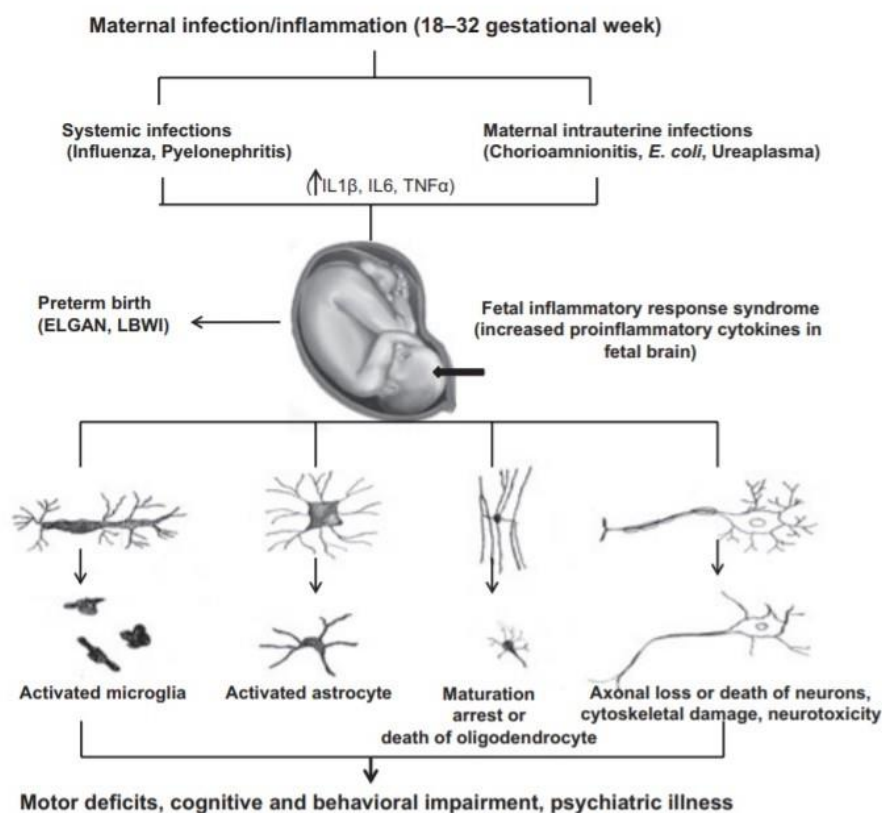 Maternal infection/inflammation (18–32 gestational week)
Systemic infections
(Influenza, Pyelonephritis)
Maternal intrauterine infections
(Chorioamnionitis, E. coli, Ureaplasma)
(↑IL1β, IL6, TNFα)
Preterm birth
(ELGAN, LBWI)
Fetal inflammatory response syndrome
(increased proinflammatory cytokines in
fetal brain)
Activated microglia
Activated astrocyte
Maturation
arrest or
death of oligodendrocyte
Axonal loss or death of neurons,
cytoskeletal damage, neurotoxicity
Motor deficits, cognitive and behavioral impairment, psychiatric illness